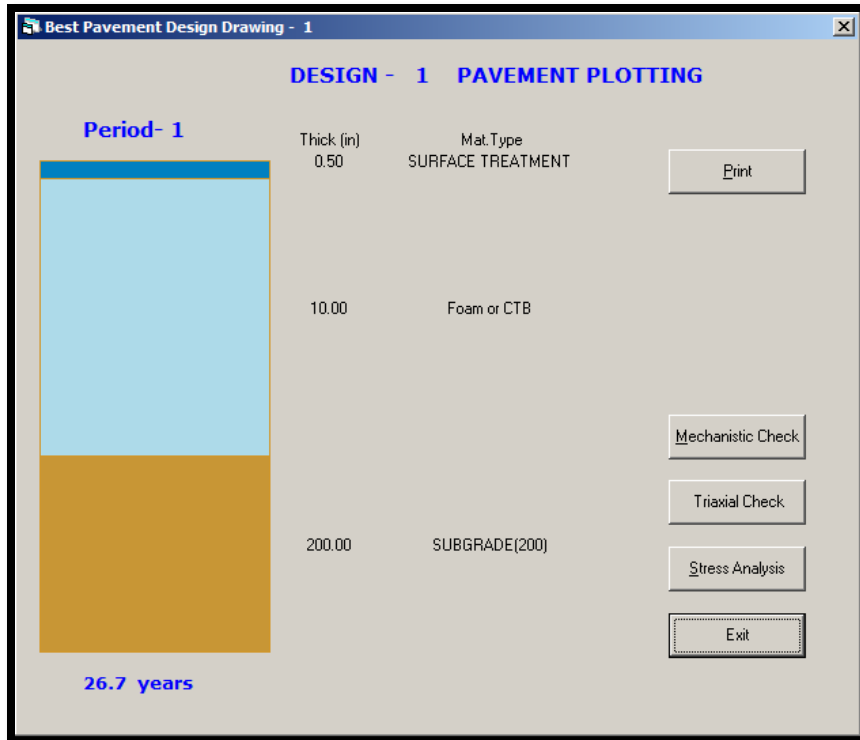 Best Pavement Design Drawing - 1
DESIGN - 1 PAVEMENT PLOTTING
Period- 1
Thick (in) Mat.Type
0.50 SURFACE TREATMENT
Print
10.00 Foam or CTB
Mechanistic Check
Triaxial Check
200.00 SUBGRADE(200)
Stress Analysis
Exit
26.7 years